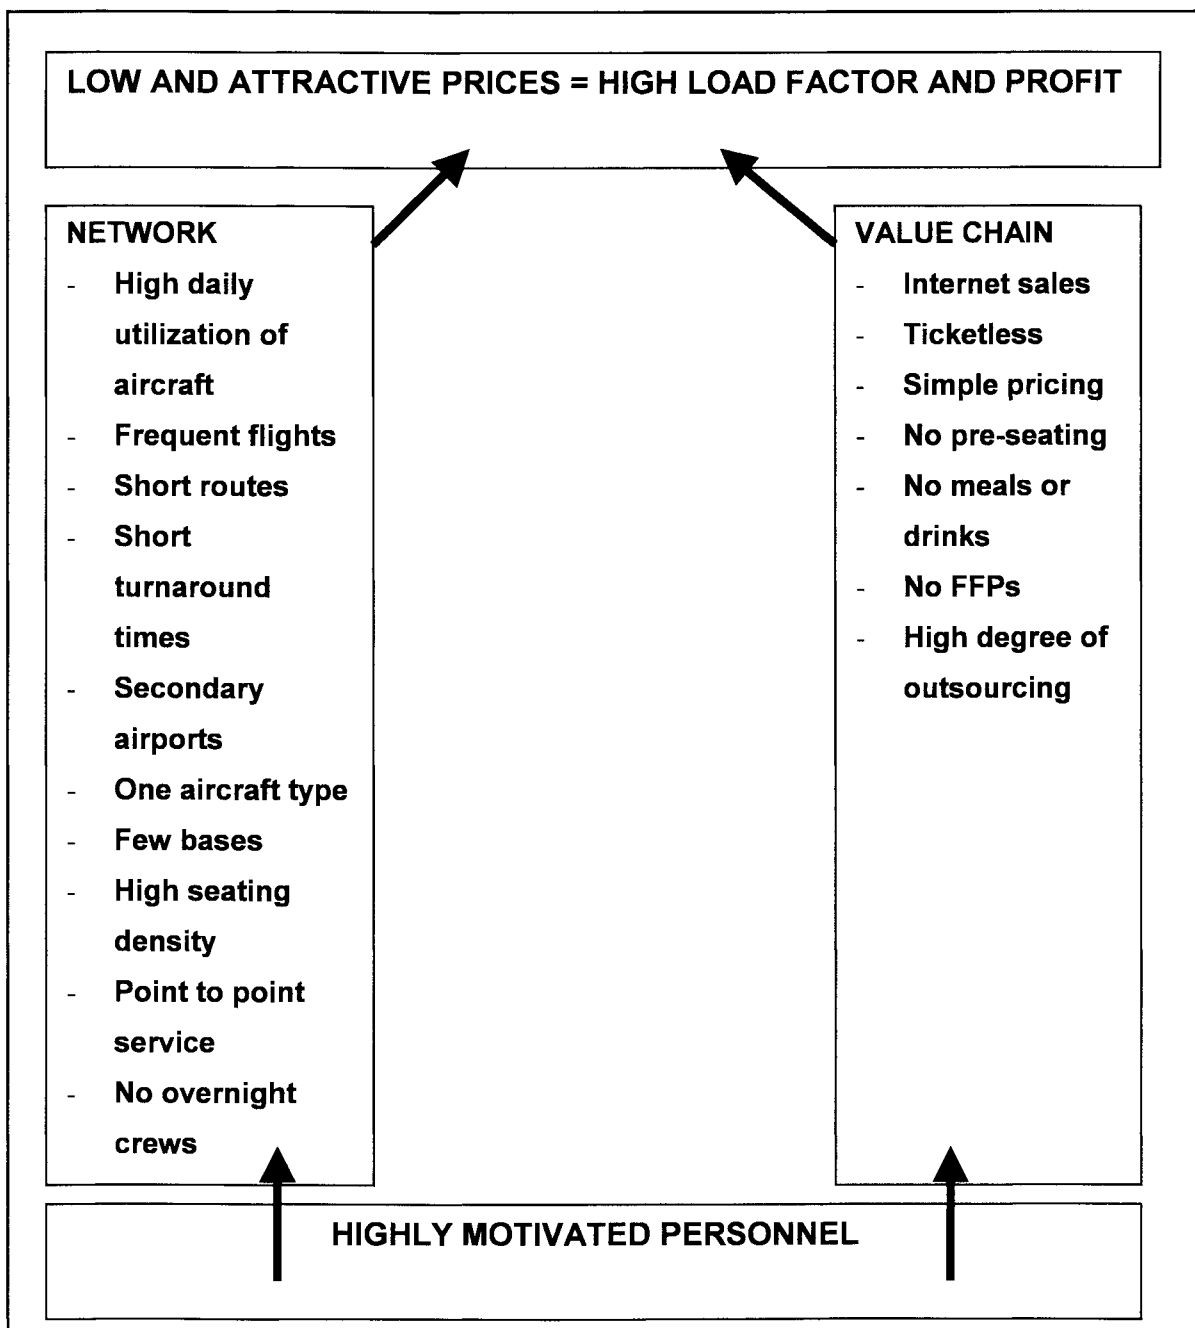 LOW AND ATTRACTIVE PRICES = HIGH LOAD FACTOR AND PROFIT
NETWORK
- High daily
utilization of
aircraft
- Frequent flights
- Short routes
- Short
turnaround
times
- Secondary
airports
- One aircraft type
- Few bases
- High seating
density
- Point to point
service
- No overnight
crews
VALUE CHAIN
- Internet sales
- Ticketless
- Simple pricing
- No pre-seating
- No meals or
drinks
- No FFPs
- High degree of
outsourcing
HIGHLY MOTIVATED PERSONNEL